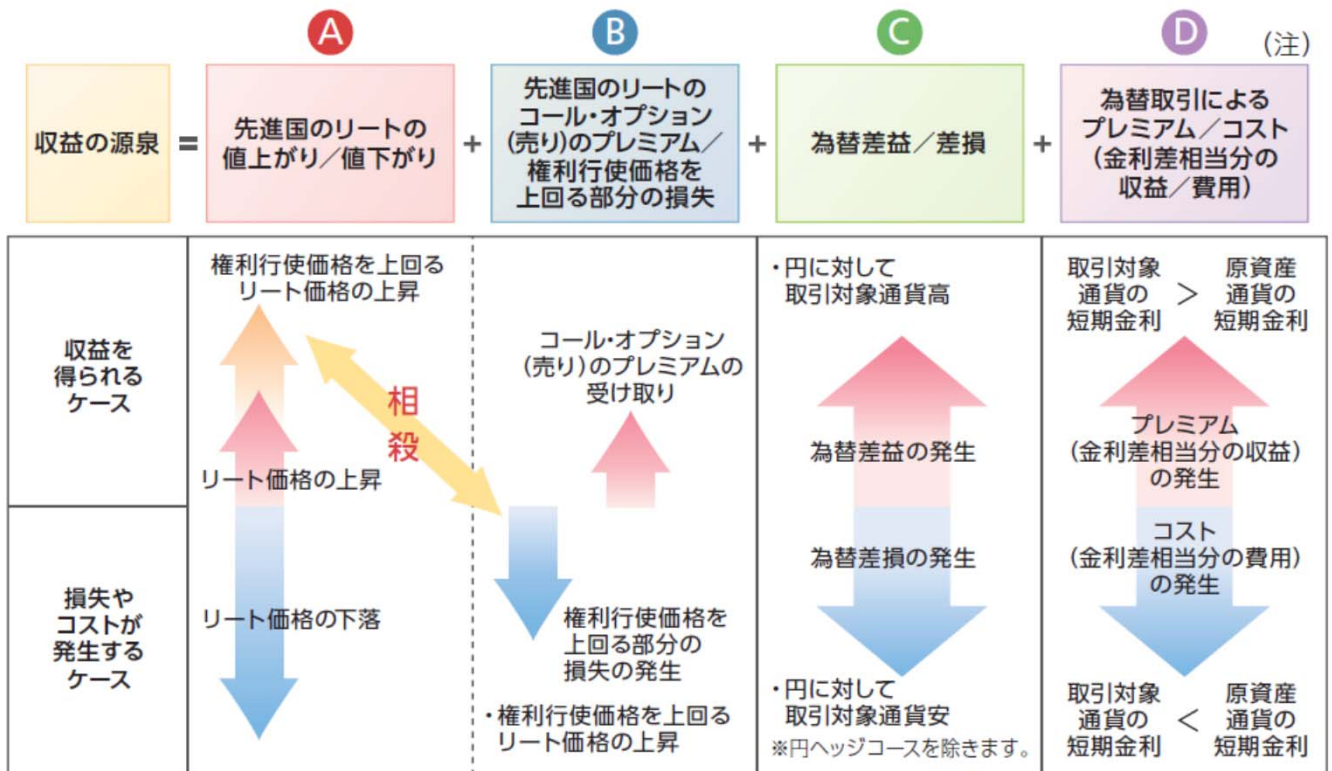 A
B
C
D
(注)
収益の源泉
=
先進国のリートの
値上がり/値下がり
+
先進国のリートの
コール・オプション
(売り)のプレミアム/
権利行使価格を
上回る部分の損失
+
為替差益/差損
+
為替取引による
プレミアム/コスト
(金利差相当分の
収益/費用)
収益を
得られる
ケース
権利行使価格を上回る
リート価格の上昇
リート価格の上昇
相
殺
コール・オプション
(売り)のプレミアムの
受け取り
・円に対して
取引対象通貨高
為替差益の発生
取引対象
通貨の
短期金利
>
原資産
通貨の
短期金利
プレミアム
(金利差相当分の収益)
の発生
損失や
コストが
発生する
ケース
リート価格の下落
権利行使価格を
上回る部分の
損失の発生
・権利行使価格を上回る
リート価格の上昇
為替差損の発生
・円に対して
取引対象通貨安
※円ヘッジコースを除きます。
コスト
(金利差相当分の費用)
の発生
取引対象
通貨の
短期金利
<
原資産
通貨の
短期金利